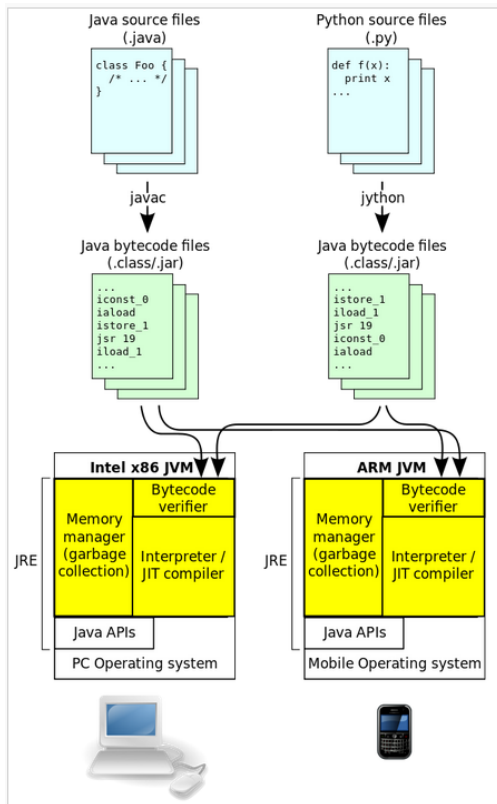 Java source files
(.java)
Python source files
(.py)
class Foo {
/* ... */
}
def f(x):
print x
...
javac
jython
Java bytecode files
(.class/.jar)
Java bytecode files
(.class/.jar)
...
iconst_0
iaload
istore_1
jsr 19
iload_1
...
...
istore_1
iload_1
jsr 19
iconst_0
iaload
...
Intel x86 JVM
JRE
Memory
manager
(garbage
collection)
Bytecode
verifier
Interpreter /
JIT compiler
Java APIs
PC Operating system
ARM JVM
JRE
Memory
manager
(garbage
collection)
Bytecode
verifier
Interpreter /
JIT compiler
Java APIs
Mobile Operating system